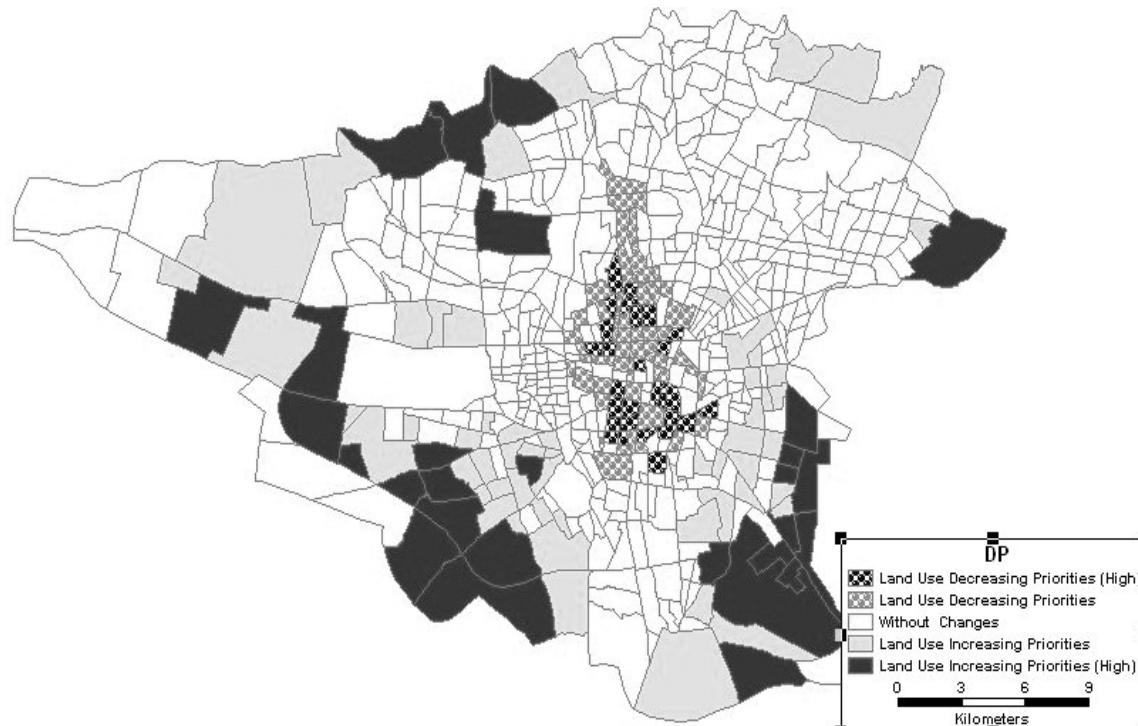 DP
Land Use Decreasing Priorities (High)
Land Use Decreasing Priorities
Without Changes
Land Use Increasing Priorities
Land Use Increasing Priorities (High)
0 3 6 9
Kilometers